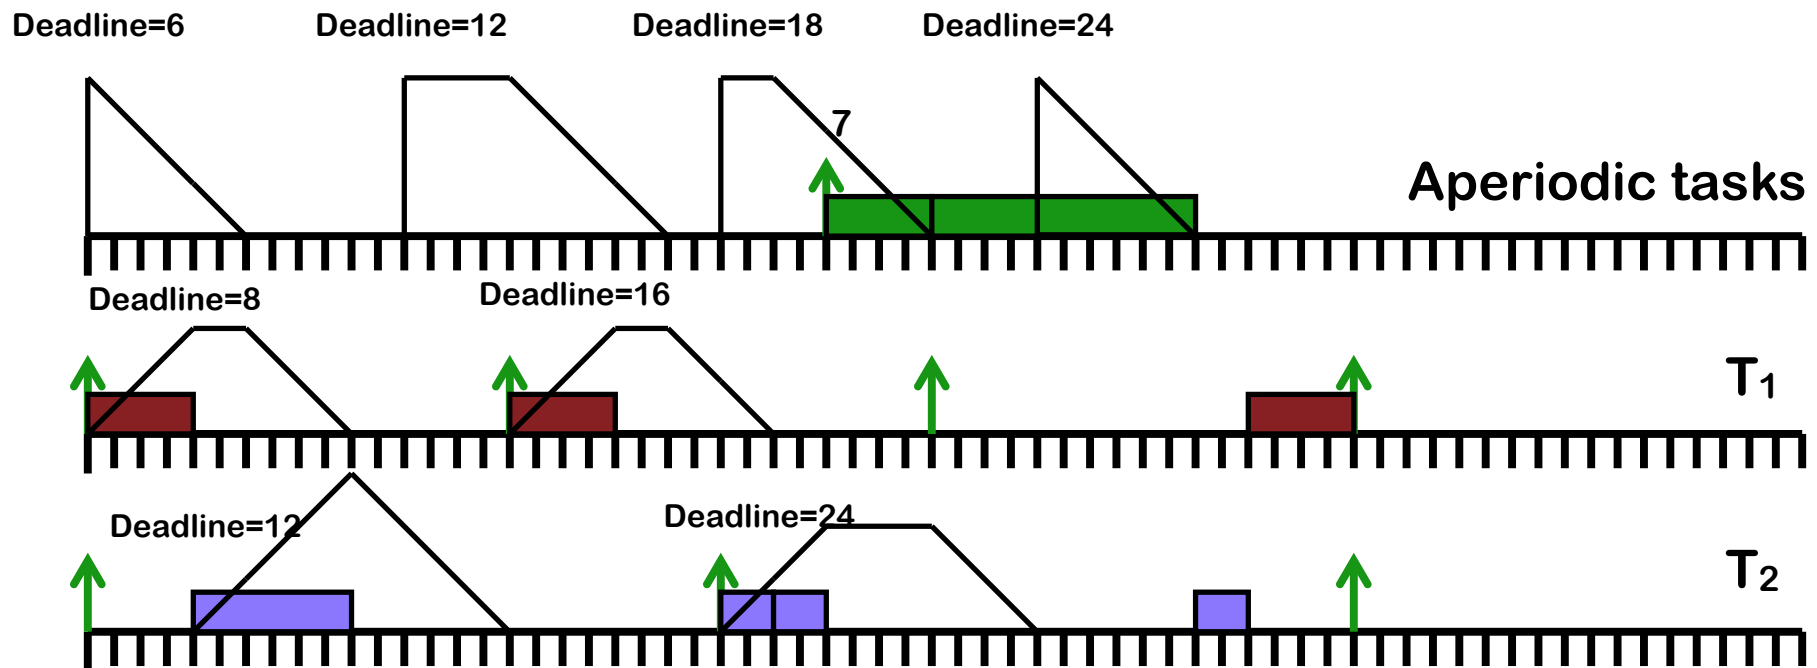 Deadline=6
Deadline=12
Deadline=18
Deadline=24
7
Aperiodic tasks
Deadline=8
Deadline=16
T1
Deadline=12
Deadline=24
T2